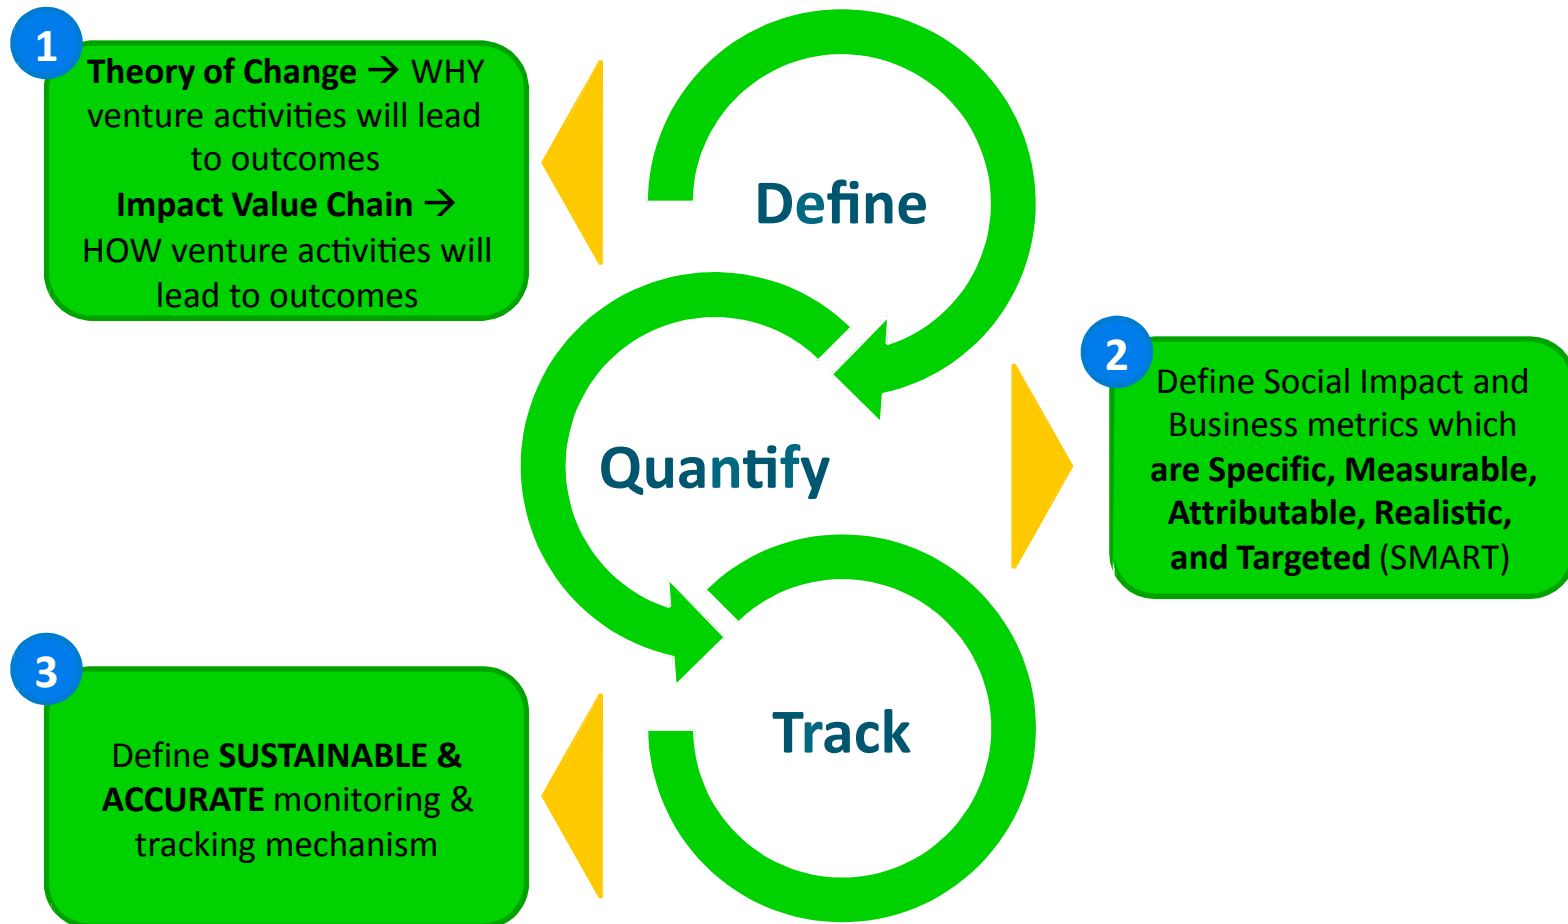 1
Theory of Change → WHY
venture activities will lead
to outcomes
Impact Value Chain →
HOW venture activities will
lead to outcomes
Define
2
Define Social Impact and
Business metrics which
are Specific, Measurable,
Attributable, Realistic,
and Targeted (SMART)
Quantify
3
Define SUSTAINABLE &
ACCURATE monitoring &
tracking mechanism
Track